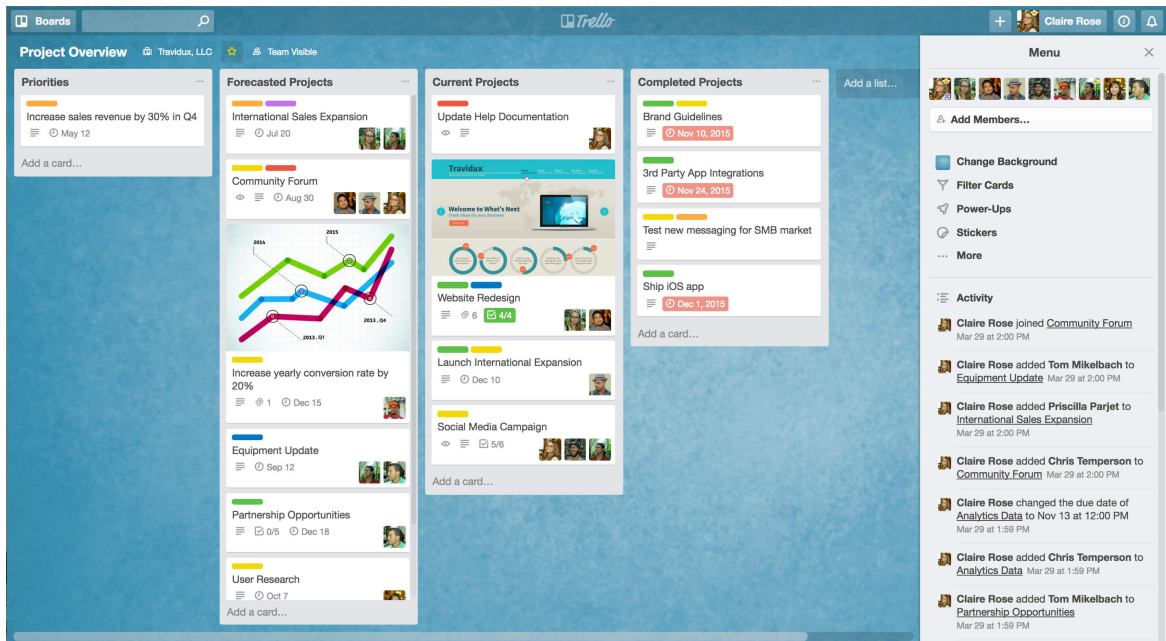 Boards
Trello
Claire Rose
Project Overview
Travidux, LLC
Team Visible
Priorities
Increase sales revenue by 30% in Q4
May 12
Add a card...
Forecasted Projects
International Sales Expansion
Jul 20
Community Forum
Aug 30
2014
2015
2013 , Q4
2013 , Q1
Increase yearly conversion rate by
20%
1
Dec 15
Equipment Update
Sep 12
Partnership Opportunities
0/5
Dec 18
User Research
Oct 7
Add a card...
Current Projects
Update Help Documentation
Travidux
Welcome to What's Next
Fresh Ideas for your Business
Website Redesign
6
4/4
Launch International Expansion
Dec 10
Social Media Campaign
5/6
Add a card...
Completed Projects
Brand Guidelines
Nov 10, 2015
3rd Party App Integrations
Nov 24, 2015
Test new messaging for SMB market
Ship iOS app
Dec 1, 2015
Add a card...
Add a list...
Menu
Add Members...
Change Background
Filter Cards
Power-Ups
Stickers
More
Activity
Claire Rose joined Community Forum
Mar 29 at 2:00 PM
Claire Rose added Tom Mikelbach to
Equipment Update Mar 29 at 2:00 PM
Claire Rose added Priscilla Parjet to
International Sales Expansion
Mar 29 at 2:00 PM
Claire Rose added Chris Temperson to
Community Forum Mar 29 at 2:00 PM
Claire Rose changed the due date of
Analytics Data to Nov 13 at 12:00 PM
Mar 29 at 1:59 PM
Claire Rose added Chris Temperson to
Analytics Data Mar 29 at 1:59 PM
Claire Rose added Tom Mikelbach to
Partnership Opportunities
Mar 29 at 1:59 PM